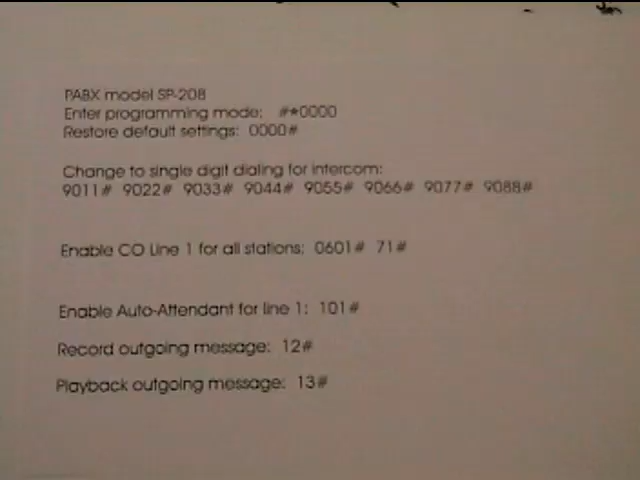 PABX model SP-208
Enter programming mode: #*0000
Restore default settings: 0000#
Change to single digit dialing for intercom:
9011# 9022# 9033# 9044# 9055# 9066# 9077# 9088#
Enable CO Line 1 for all stations: 0601# 71#
Enable Auto-Attendant for line 1: 101#
Record outgoing message: 12#
Playback outgoing message: 13#